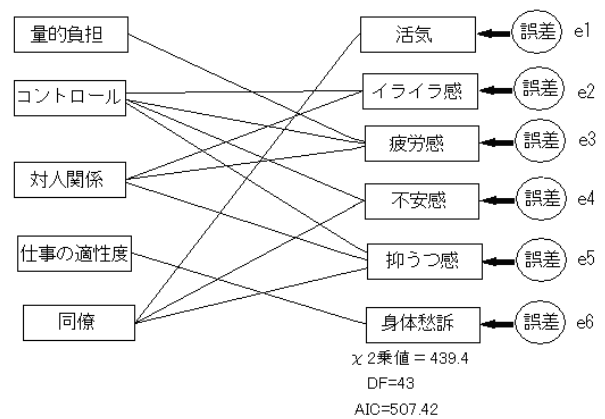 量的負担
活気
誤差
e1
コントロール
イライラ感
誤差
e2
疲労感
誤差
e3
対人関係
不安感
誤差
e4
仕事の適性度
抑うつ感
誤差
e5
同僚
身体愁訴
誤差
e6
χ2乗値＝439.4
DF=43
AIC=507.42